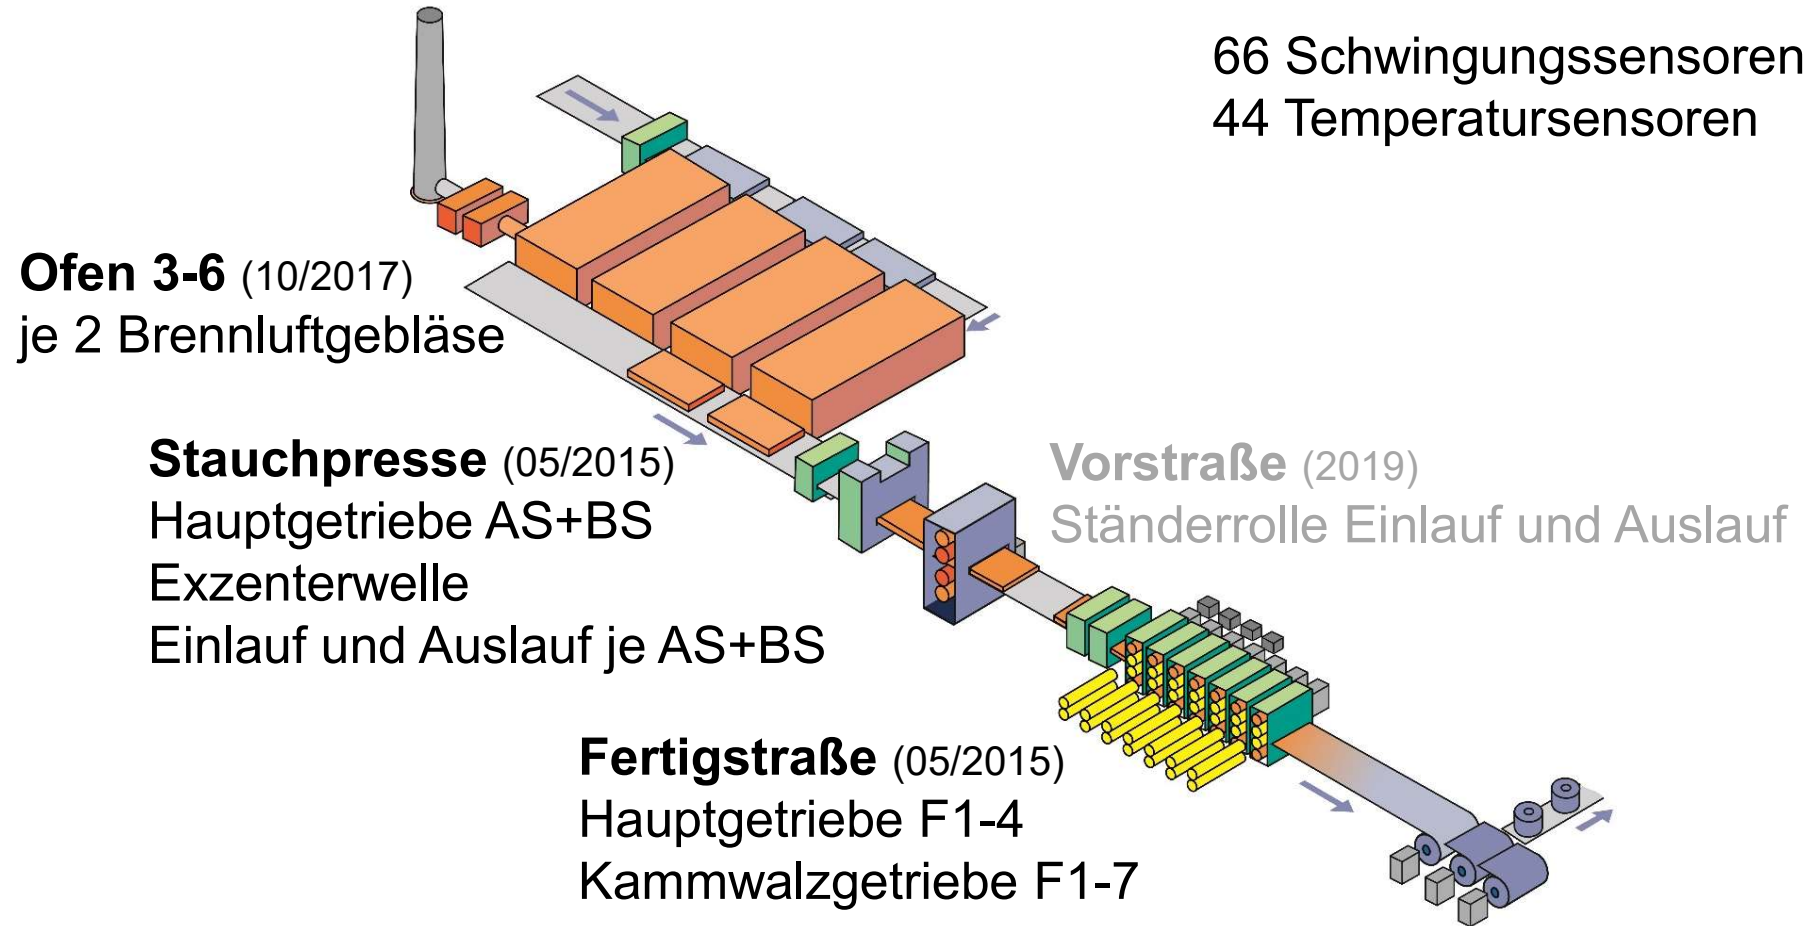 66 Schwingungssensoren
44 Temperatursensoren
Ofen 3-6 (10/2017)
je 2 Brennluftgebläse
Stauchpresse (05/2015)
Hauptgetriebe AS+BS
Exzenterwelle
Einlauf und Auslauf je AS+BS
Vorstraße (2019)
Ständerrolle Einlauf und Auslauf
Fertigstraße (05/2015)
Hauptgetriebe F1-4
Kammwalzgetriebe F1-7